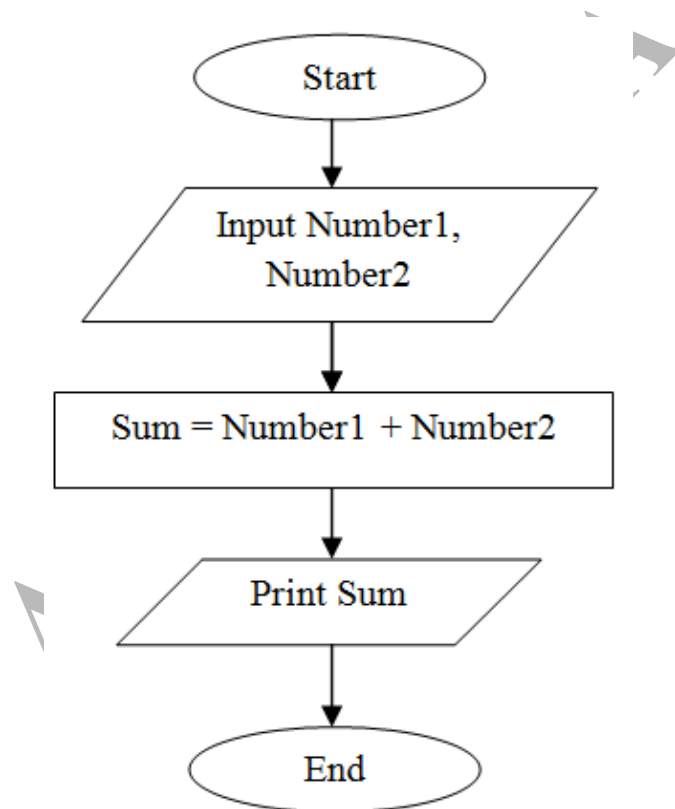 Start
Input Number1,
Number2
Sum = Number1 + Number2
Print Sum
End